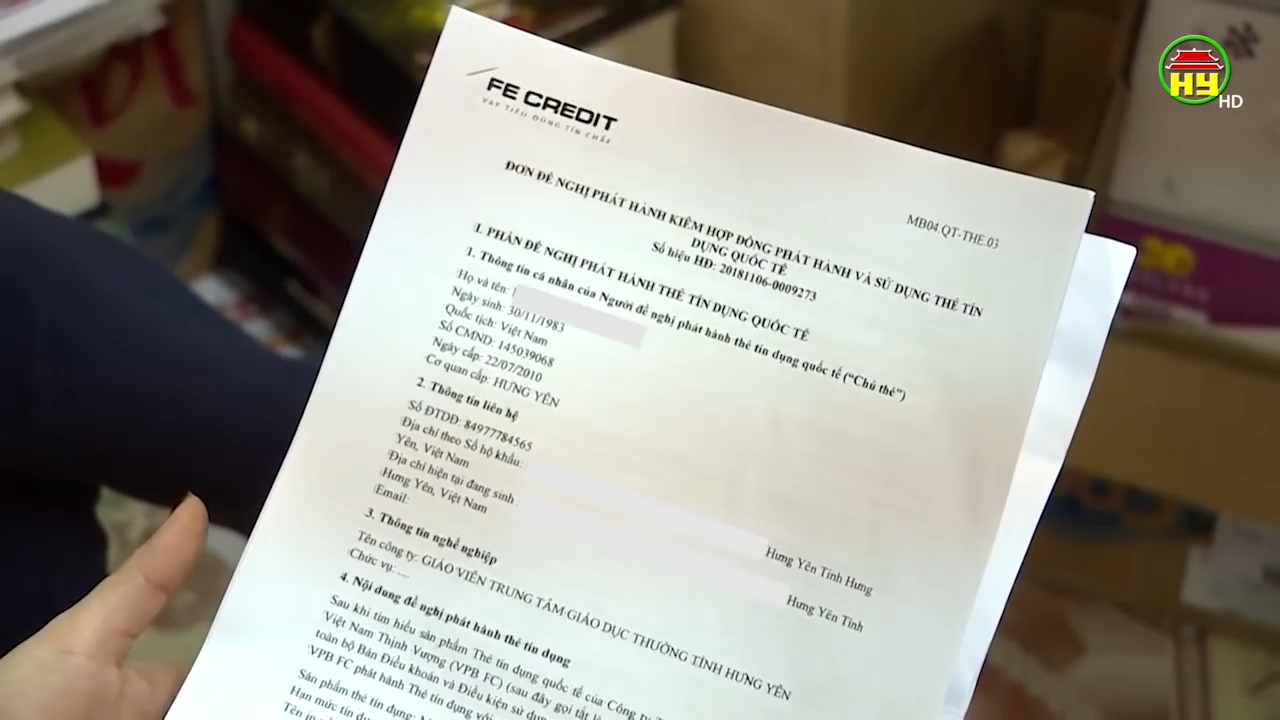 HY
HD
FE CREDIT
VAY TIÊU DÙNG TÍN CHẤP
MB04.QT-THE.03
ĐƠN ĐỀ NGHỊ PHÁT HÀNH KIÊM HỢP ĐỒNG PHÁT HÀNH VÀ SỬ DỤNG THẺ TÍN
DỤNG QUỐC TẾ
Số hiệu HĐ: 20181106-0009273
I. PHẦN ĐỀ NGHỊ PHÁT HÀNH THẺ TÍN DỤNG QUỐC TẾ
1. Thông tin cá nhân của Người đề nghị phát hành thẻ tín dụng quốc tế (“Chủ thẻ”)
Họ và tên:
Ngày sinh: 30/11/1983
Quốc tịch: Việt Nam
Số CMND: 145039068
Ngày cấp: 22/07/2010
Cơ quan cấp: HƯNG YÊN
2. Thông tin liên hệ
Số ĐTDĐ: 84977784565
Địa chỉ theo Sổ hộ khẩu: Hưng Yên Tỉnh Hưng
Yên, Việt Nam
Địa chỉ hiện tại đang sinh Hưng Yên Tỉnh
Hưng Yên, Việt Nam
Email:
3. Thông tin nghề nghiệp
Tên công ty: GIÁO VIÊN TRUNG TÂM GIÁO DỤC THƯỜNG TỈNH HƯNG YÊN
Chức vụ: ....
4. Nội dung đề nghị phát hành thẻ tín dụng
Sau khi tìm hiểu sản phẩm Thẻ tín dụng quốc tế của Công ty
Việt Nam Thịnh Vượng (VPB FC) (sau đây gọi tắt là
toàn bộ Bản Điều khoản và Điều kiện sử
VPB FC phát hành Thẻ tín dụng với
Sản phẩm thẻ tín dụng:
Hạn mức tín
Tên in